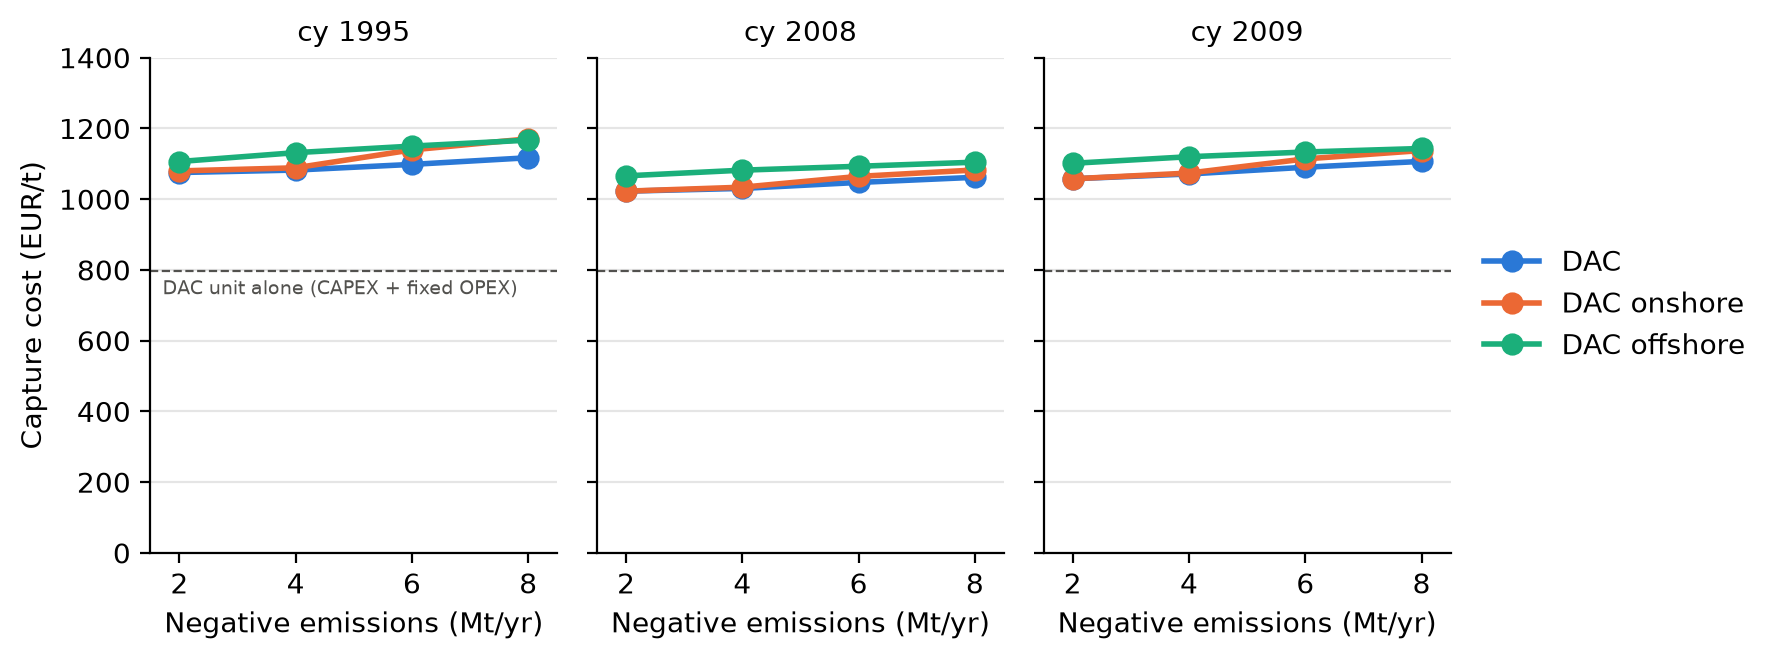 cy 1995
cy 2008
cy 2009
Capture cost (EUR/t)
1400
1200
1000
800
600
400
200
0
DAC unit alone (CAPEX + fixed OPEX)
2 4 6 8
2 4 6 8
2 4 6 8
Negative emissions (Mt/yr)
Negative emissions (Mt/yr)
Negative emissions (Mt/yr)
DAC
DAC onshore
DAC offshore